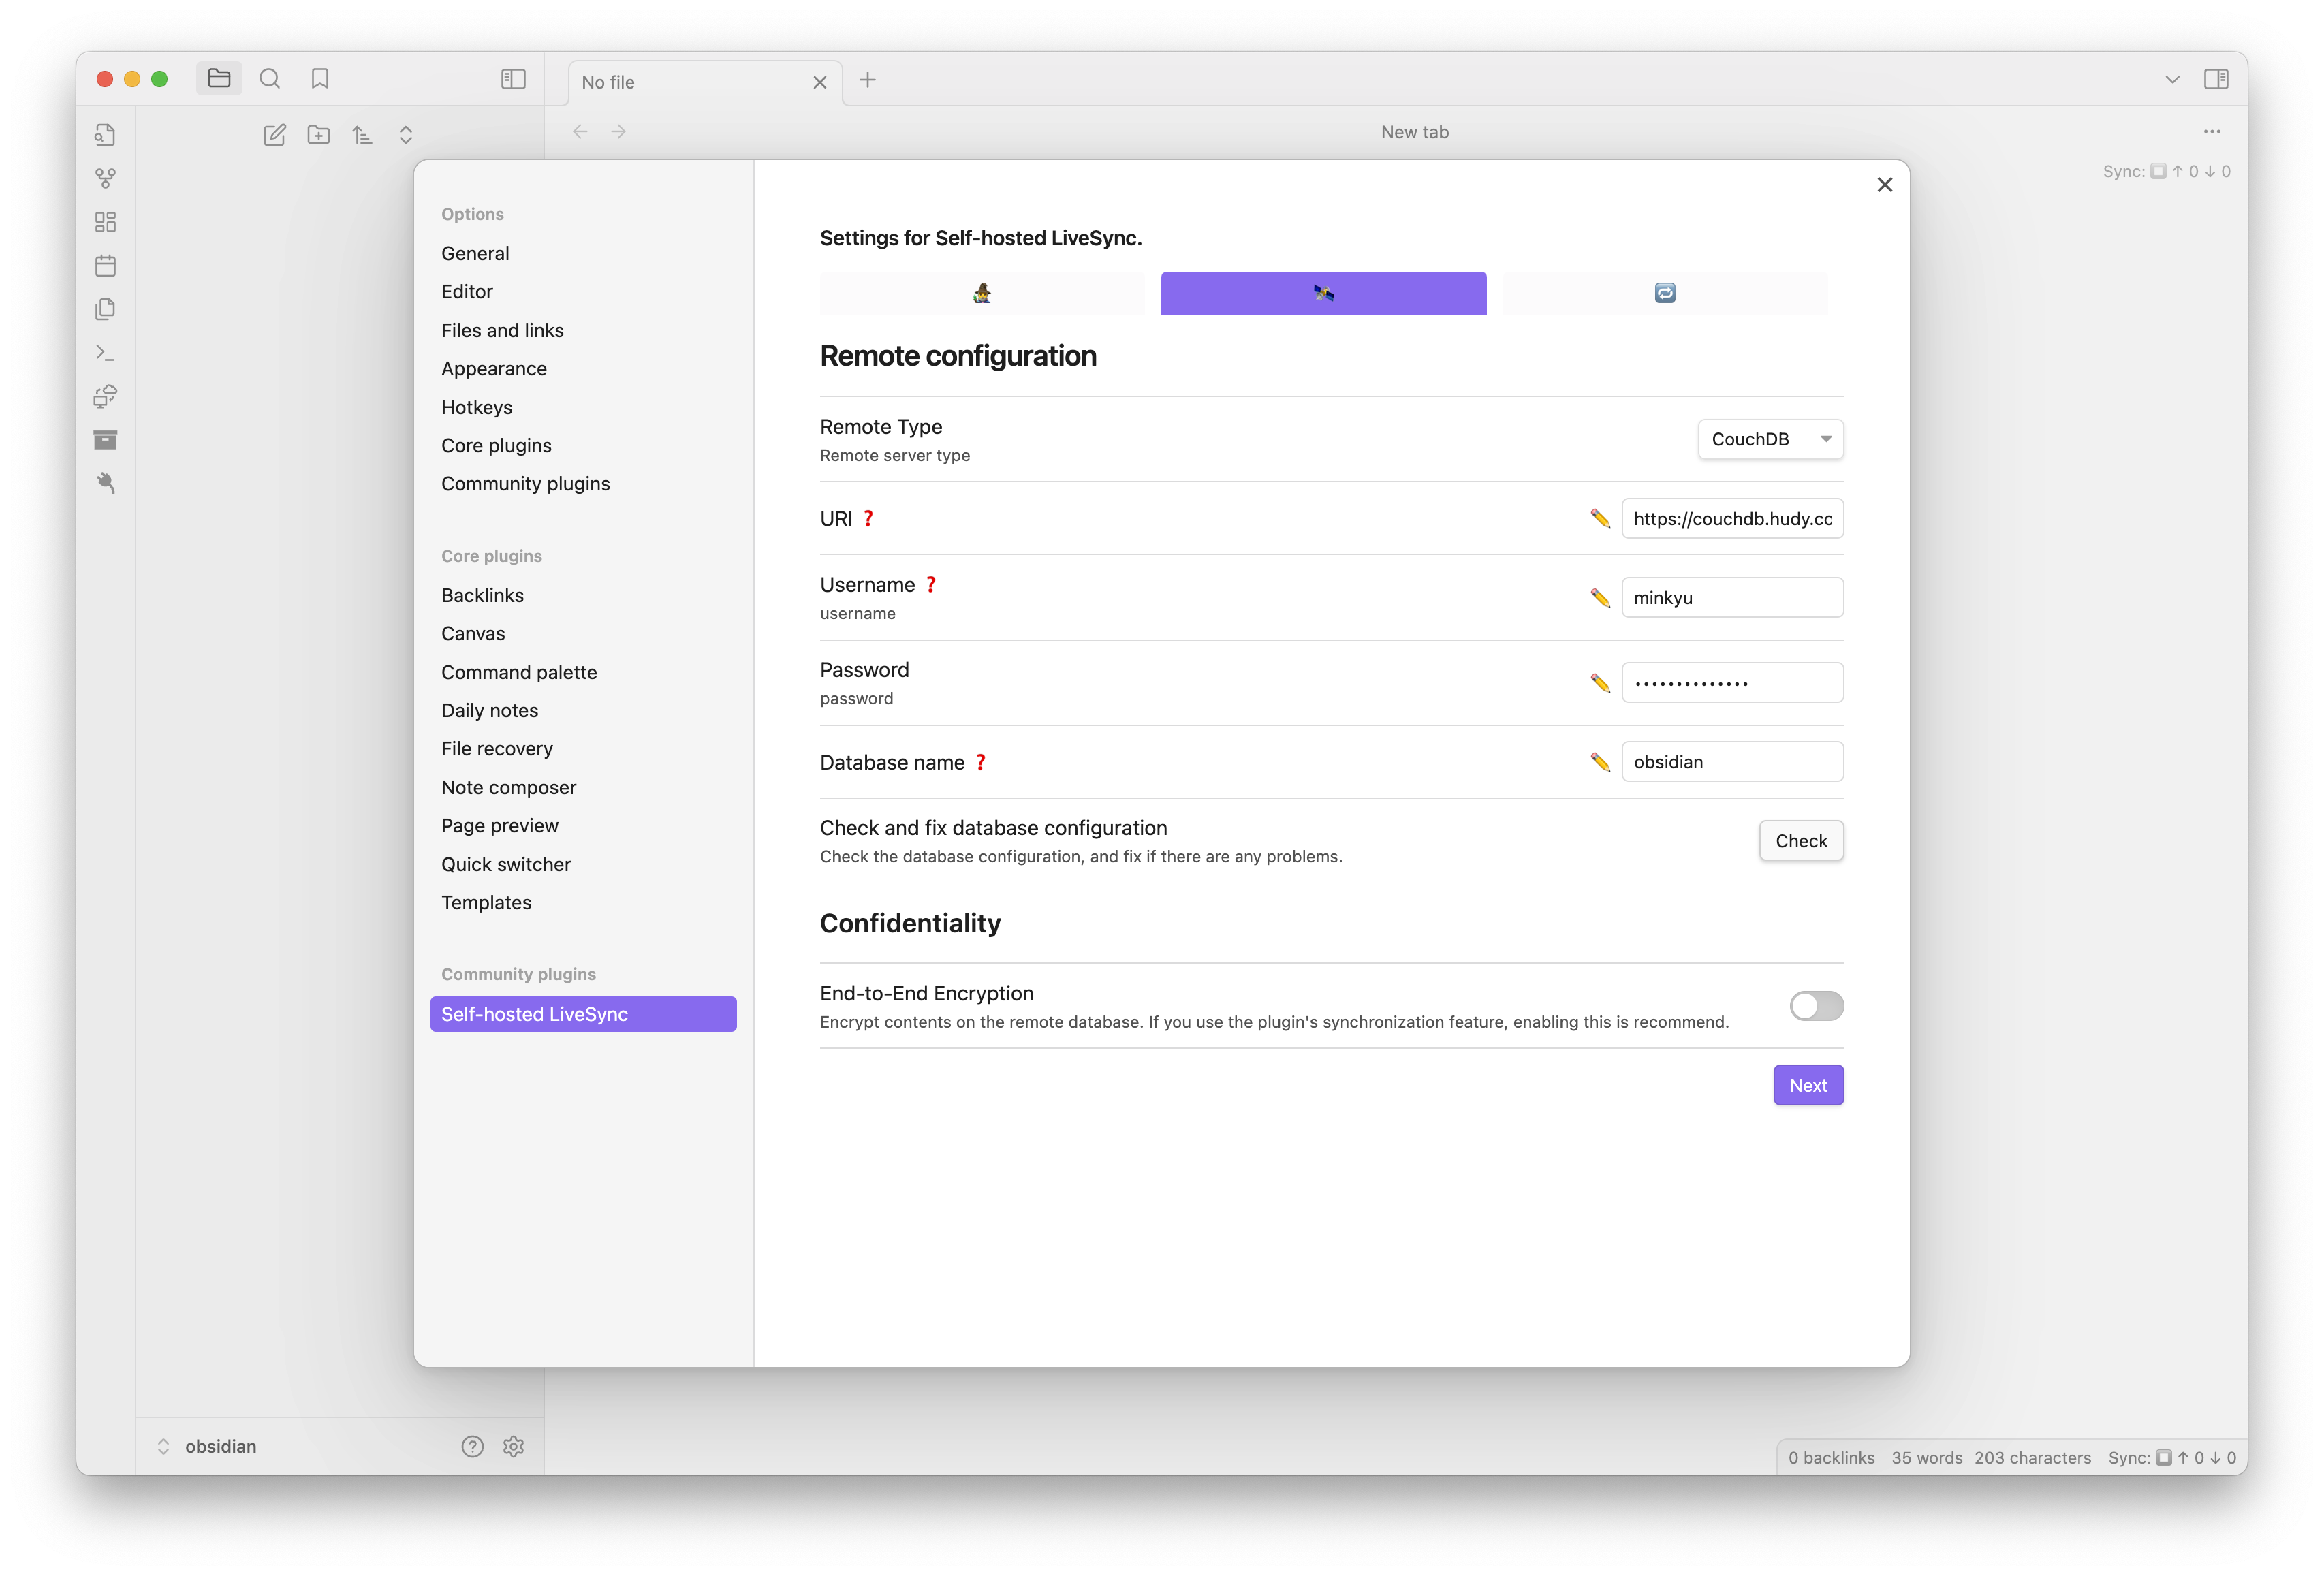 No file
New tab
Sync: ⏹ ↑ 0 ↓ 0
Options
General
Editor
Files and links
Appearance
Hotkeys
Core plugins
Community plugins
Core plugins
Backlinks
Canvas
Command palette
Daily notes
File recovery
Note composer
Page preview
Quick switcher
Templates
Community plugins
Self-hosted LiveSync
Settings for Self-hosted LiveSync.
Remote configuration
Remote Type
Remote server type
CouchDB
URI ❓
https://couchdb.hudy.co
Username ❓
username
minkyu
Password
password
••••••••••••••
Database name ❓
obsidian
Check and fix database configuration
Check the database configuration, and fix if there are any problems.
Check
Confidentiality
End-to-End Encryption
Encrypt contents on the remote database. If you use the plugin's synchronization feature, enabling this is recommend.
Next
obsidian
0 backlinks 35 words 203 characters Sync: ⏹ ↑ 0 ↓ 0